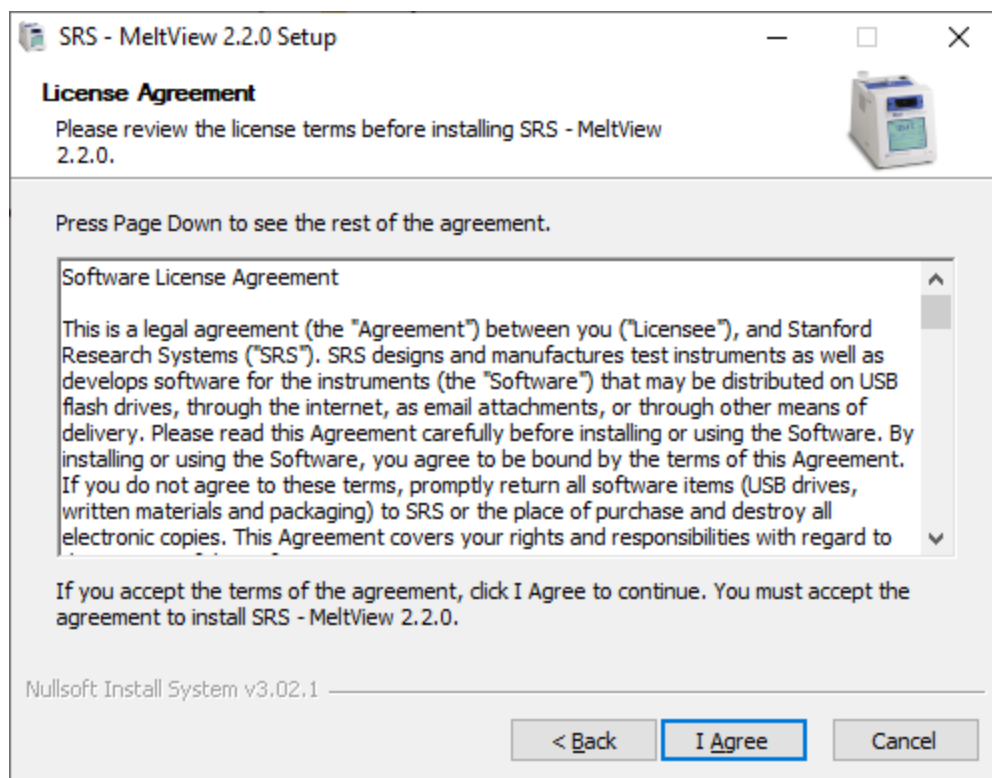 SRS - MeltView 2.2.0 Setup
License Agreement
Please review the license terms before installing SRS - MeltView
2.2.0.
Press Page Down to see the rest of the agreement.
Software License Agreement
This is a legal agreement (the "Agreement") between you ("Licensee"), and Stanford
Research Systems ("SRS"). SRS designs and manufactures test instruments as well as
develops software for the instruments (the "Software") that may be distributed on USB
flash drives, through the internet, as email attachments, or through other means of
delivery. Please read this Agreement carefully before installing or using the Software. By
installing or using the Software, you agree to be bound by the terms of this Agreement.
If you do not agree to these terms, promptly return all software items (USB drives,
written materials and packaging) to SRS or the place of purchase and destroy all
electronic copies. This Agreement covers your rights and responsibilities with regard to
If you accept the terms of the agreement, click I Agree to continue. You must accept the
agreement to install SRS - MeltView 2.2.0.
Nullsoft Install System v3.02.1
< Back
I Agree
Cancel